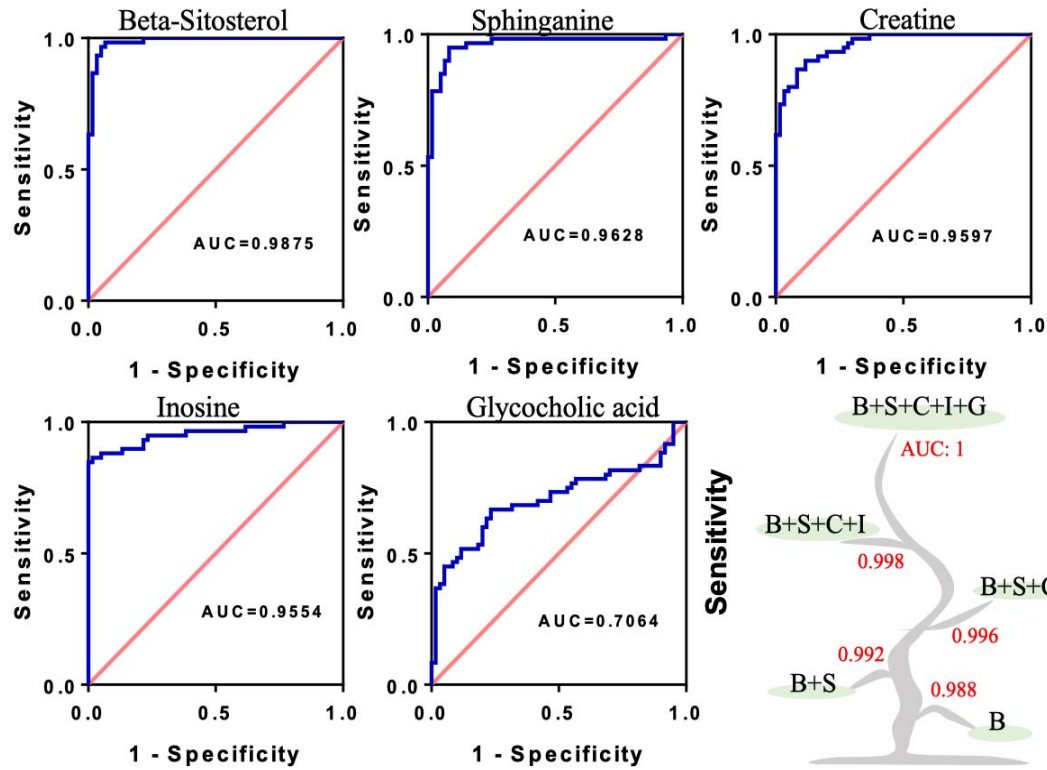 Beta-Sitosterol
Sensitivity
1.0
0.5
0.0
AUC=0.9875
0.0 0.5 1.0
1 - Specificity
Sphinganine
Sensitivity
1.0
0.5
0.0
AUC=0.9628
0.0 0.5 1.0
1 - Specificity
Creatine
Sensitivity
1.0
0.5
0.0
AUC=0.9597
0.0 0.5 1.0
1 - Specificity
Inosine
Sensitivity
1.0
0.5
0.0
AUC=0.9554
0.0 0.5 1.0
1 - Specificity
Glycocholic acid
Sensitivity
1.0
0.5
0.0
AUC=0.7064
0.0 0.5 1.0
1 - Specificity
Sensitivity
B+S+C+I+G
AUC: 1
B+S+C+I
0.998
B+S+C
0.996
0.992
B+S
0.988
B